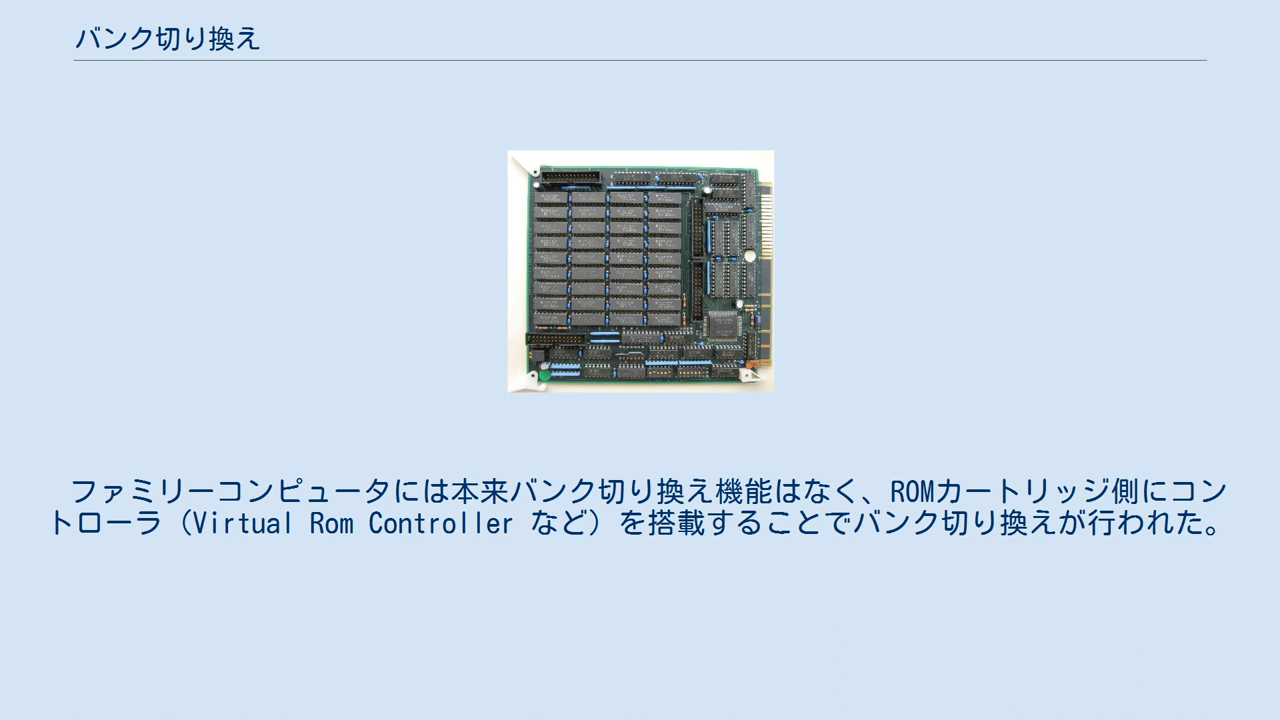 バンク切り換え
ファミリーコンピュータには本来バンク切り換え機能はなく、ROMカートリッジ側にコン
トローラ（Virtual Rom Controller など）を搭載することでバンク切り換えが行われた。